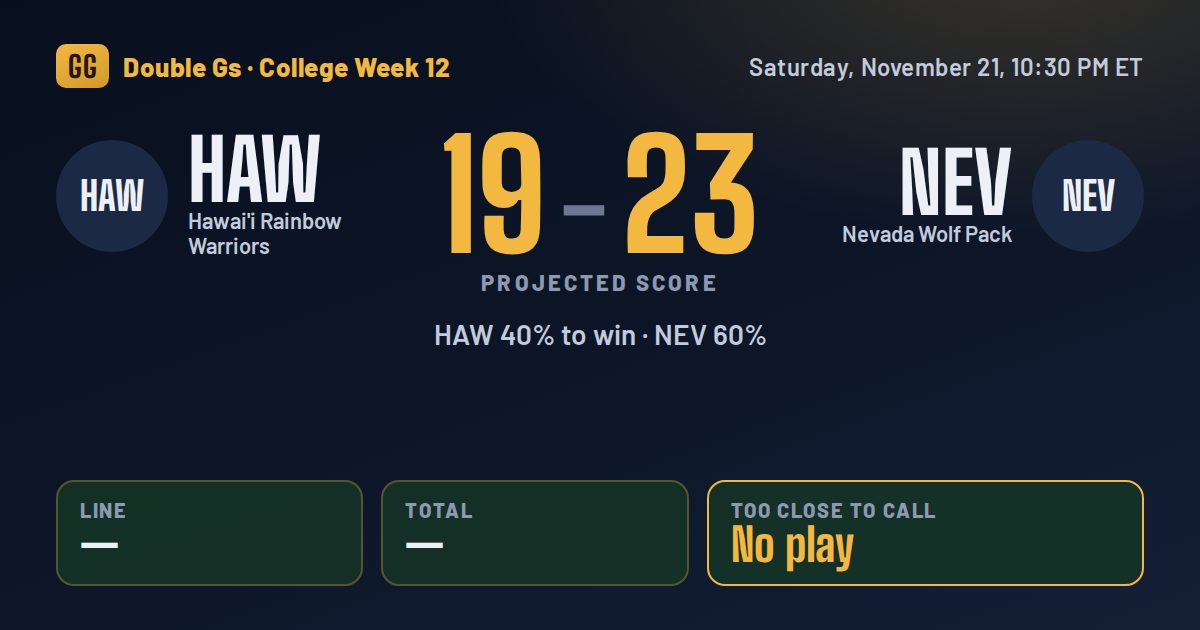 GG Double Gs · College Week 12
Saturday, November 21, 10:30 PM ET
HAW
HAW
Hawai'i Rainbow
Warriors
19 – 23
PROJECTED SCORE
HAW 40% to win · NEV 60%
NEV
Nevada Wolf Pack
NEV
LINE
—
TOTAL
—
TOO CLOSE TO CALL
No play